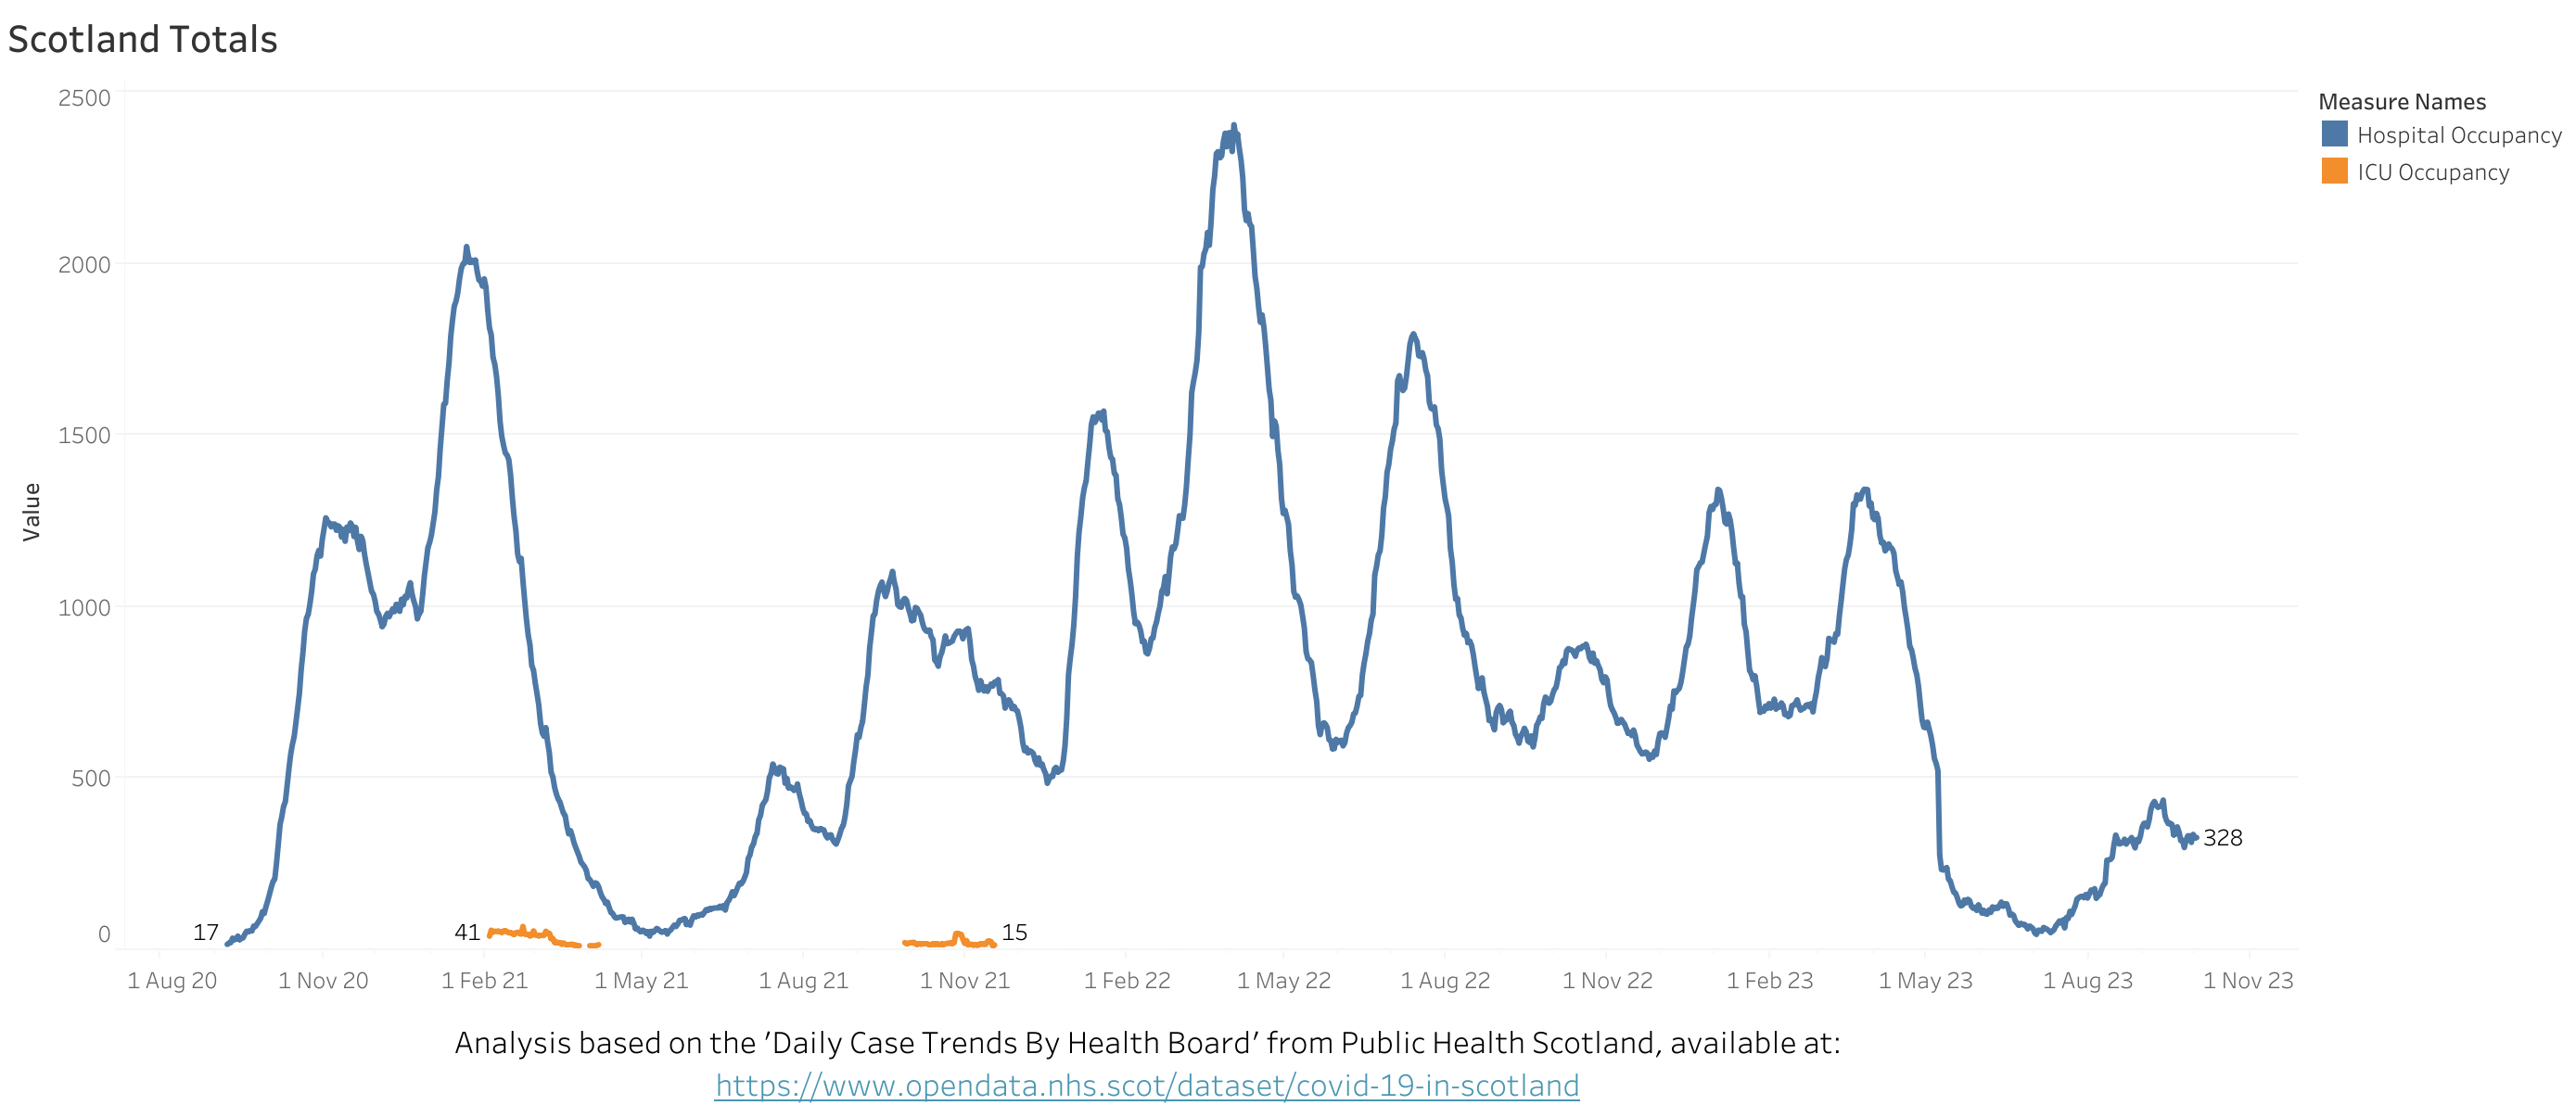 Scotland Totals
2500
2000
1500
1000
500
0
Value
17
41
15
328
1 Aug 20
1 Nov 20
1 Feb 21
1 May 21
1 Aug 21
1 Nov 21
1 Feb 22
1 May 22
1 Aug 22
1 Nov 22
1 Feb 23
1 May 23
1 Aug 23
1 Nov 23
Measure Names
Hospital Occupancy
ICU Occupancy
Analysis based on the 'Daily Case Trends By Health Board' from Public Health Scotland, available at:
https://www.opendata.nhs.scot/dataset/covid-19-in-scotland